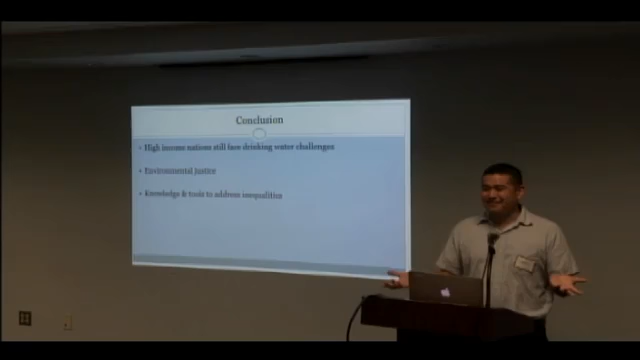 Conclusion
• High income nations still face drinking water challenges
• Environmental Justice
• Knowledge & tools to address inequalities